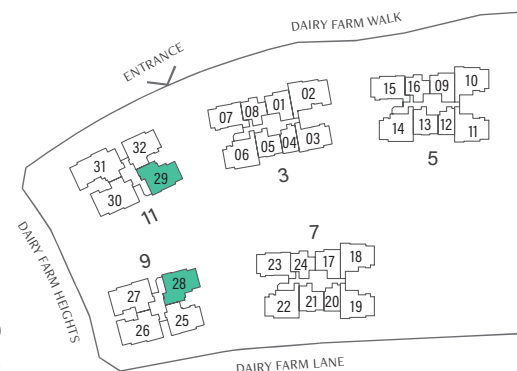 DAIRY FARM WALK
ENTRANCE
07 08 01 02
06 05 04 03
3
15 16 09 10
14 13 12 11
5
31 32
30 29
11
DAIRY FARM HEIGHTS
9
27 28
26 25
7
23 24 17 18
22 21 20 19
DAIRY FARM LANE